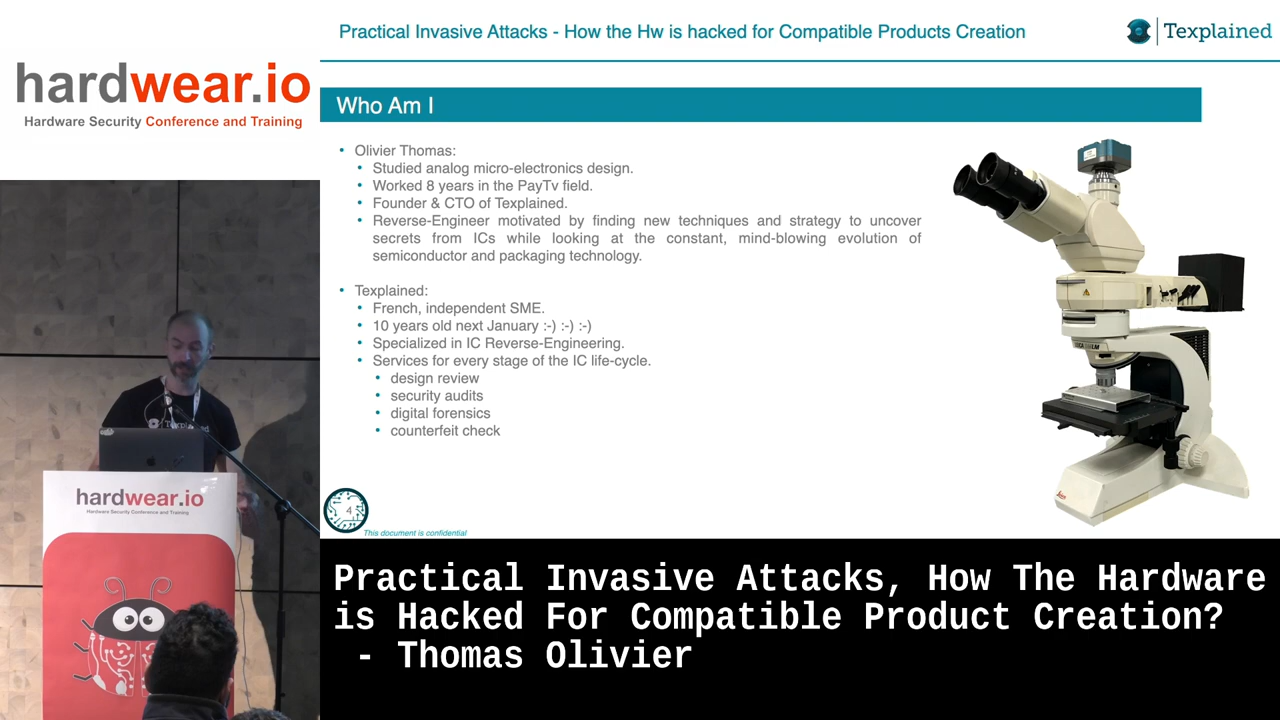 Practical Invasive Attacks - How the Hw is hacked for Compatible Products Creation
Texplained
hardwear.io
Hardware Security Conference and Training
Who Am I
• Olivier Thomas:
• Studied analog micro-electronics design.
• Worked 8 years in the PayTv field.
• Founder & CTO of Texplained.
• Reverse-Engineer motivated by finding new techniques and strategy to uncover
secrets from ICs while looking at the constant, mind-blowing evolution of
semiconductor and packaging technology.
• Texplained:
• French, independent SME.
• 10 years old next January :-) :-) :-)
• Specialized in IC Reverse-Engineering.
• Services for every stage of the IC life-cycle.
• design review
• security audits
• digital forensics
• counterfeit check
4
This document is confidential
Texplained
hardwear.io
Hardware Security Conference and Training
Leica
Practical Invasive Attacks, How The Hardware
is Hacked For Compatible Product Creation?
- Thomas Olivier